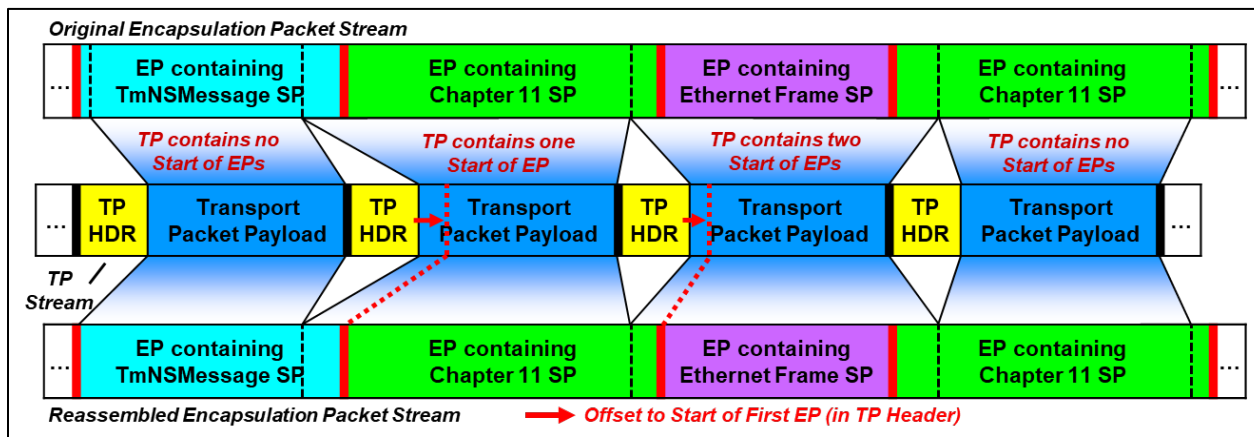 Original Encapsulation Packet Stream
...
EP containing
TmNSMessage SP
EP containing
Chapter 11 SP
EP containing
Ethernet Frame SP
EP containing
Chapter 11 SP
...
TP contains no
Start of EPs
TP contains one
Start of EP
TP contains two
Start of EPs
TP contains no
Start of EPs
...
TP
HDR
Transport
Packet Payload
TP
HDR
Transport
Packet Payload
TP
HDR
Transport
Packet Payload
TP
HDR
Transport
Packet Payload
...
TP
Stream
...
EP containing
TmNSMessage SP
EP containing
Chapter 11 SP
EP containing
Ethernet Frame SP
EP containing
Chapter 11 SP
...
Reassembled Encapsulation Packet Stream
Offset to Start of First EP (in TP Header)